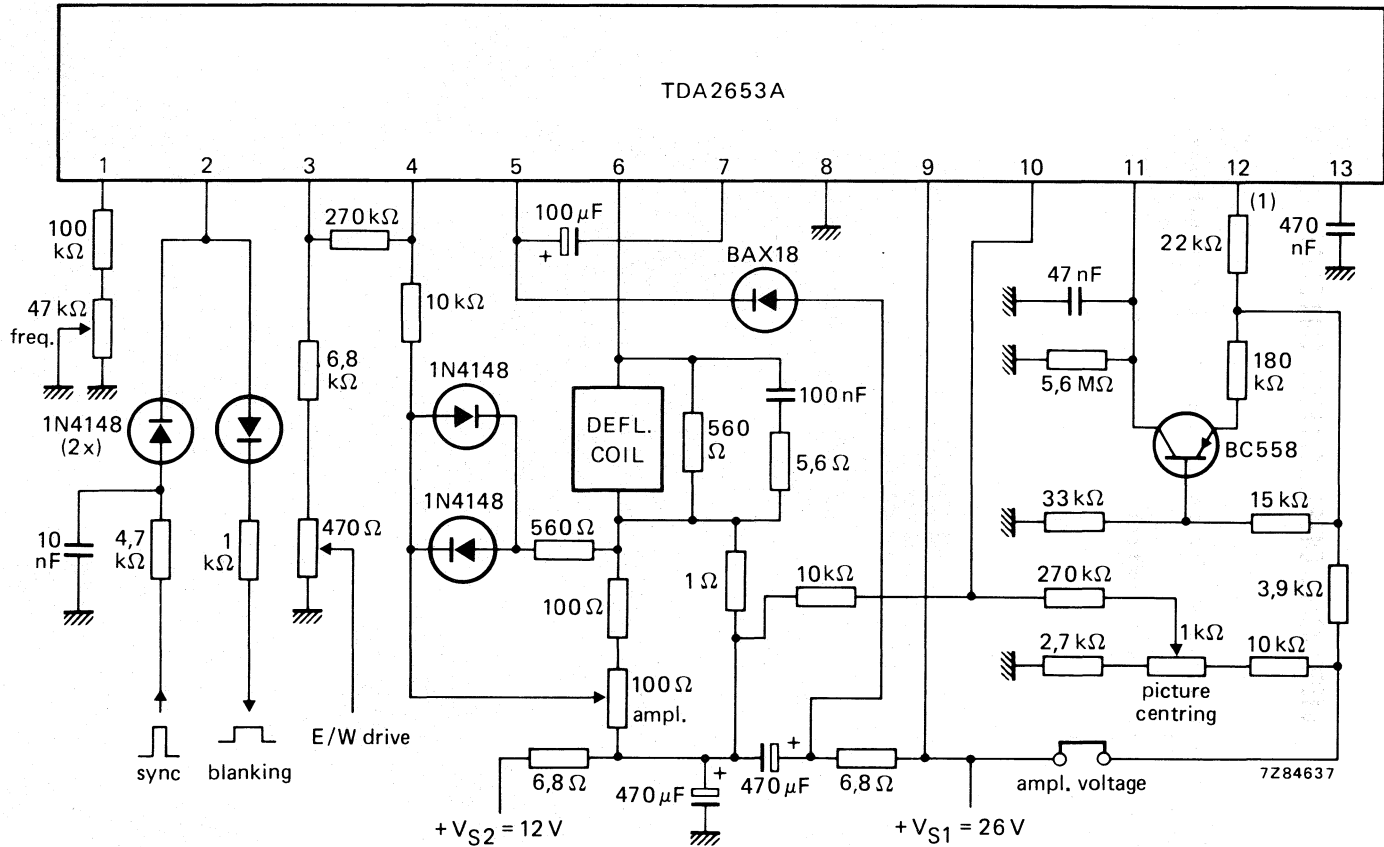 TDA2653A
1 2 3 4 5 6 7 8 9 10 11 12 13
(1)
100
kΩ
270 kΩ
100 μF
+
22 kΩ
470
nF
BAX18
47 kΩ
freq.
10 kΩ
47 nF
6,8
kΩ
1N4148
5,6 MΩ
180
kΩ
1N4148
(2x)
DEFL.
COIL
560
Ω
100 nF
5,6 Ω
BC558
1N4148
33 kΩ
15 kΩ
10
nF
4,7
kΩ
1
kΩ
470 Ω
560 Ω
1 Ω
10 kΩ
270 kΩ
3,9 kΩ
100 Ω
2,7 kΩ
1 kΩ
10 kΩ
100 Ω
ampl.
picture
centring
E/W drive
sync
blanking
6,8 Ω
+
470 μF
+
470 μF
6,8 Ω
ampl. voltage
7Z84637
+ VS2 = 12 V
+ VS1 = 26 V